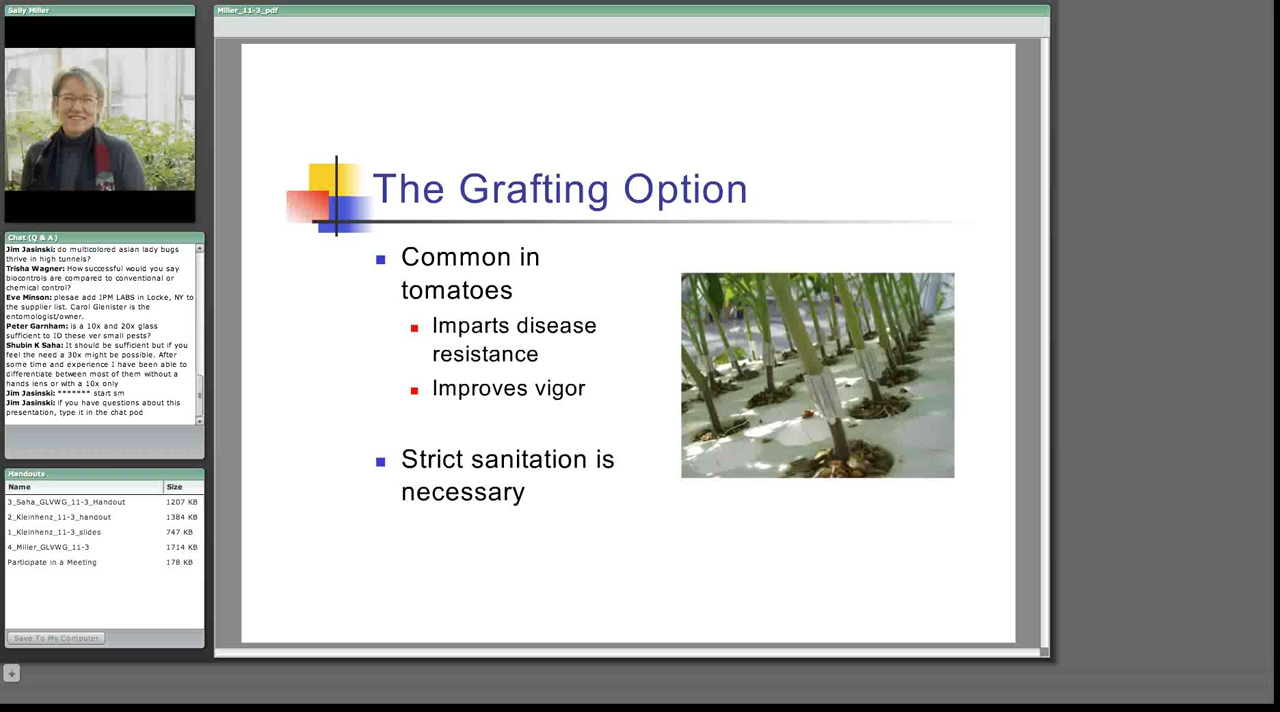 Sally Miller
Chat (Q & A)
Jim Jasinski: do multicolored asian lady bugs
thrive in high tunnels?
Trisha Wagner: How successful would you say
biocontrols are compared to conventional or
chemical control?
Eve Minson: plesae add IPM LABS in Locke, NY to
the supplier list. Carol Glenister is the
entomologist/owner.
Peter Garnham: is a 10x and 20x glass
sufficient to ID these ver small pests?
Shubin K Saha: It should be sufficient but if you
feel the need a 30x might be possible. After
some time and experience I have been able to
differentiate between most of them without a
hands lens or with a 10x only
Jim Jasinski: ******* start sm
Jim Jasinski: if you have questions about this
presentation, type it in the chat pod
Handouts
Name Size
3_Saha_GLVWG_11-3_Handout 1207 KB
2_Kleinhenz_11-3_handout 1384 KB
1_Kleinhenz_11-3_slides 747 KB
4_Miller_GLVWG_11-3 1714 KB
Participate in a Meeting 178 KB
Save To My Computer
Miller_11-3_pdf
The Grafting Option
Common in
tomatoes
Imparts disease
resistance
Improves vigor
Strict sanitation is
necessary